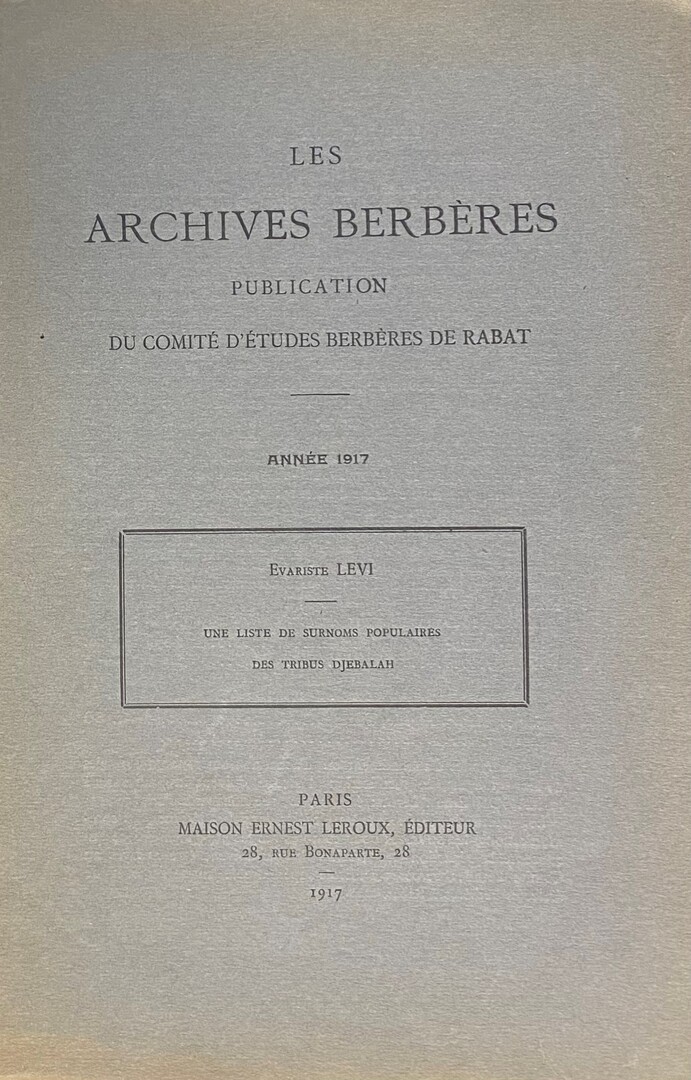 LES
ARCHIVES BERBÈRES
PUBLICATION
DU COMITÉ D'ÉTUDES BERBÈRES DE RABAT
ANNÉE 1917
EVARISTE LEVI
UNE LISTE DE SURNOMS POPULAIRES
DES TRIBUS DJEBALAH
PARIS
MAISON ERNEST LEROUX, ÉDITEUR
28, RUE BONAPARTE, 28
1917